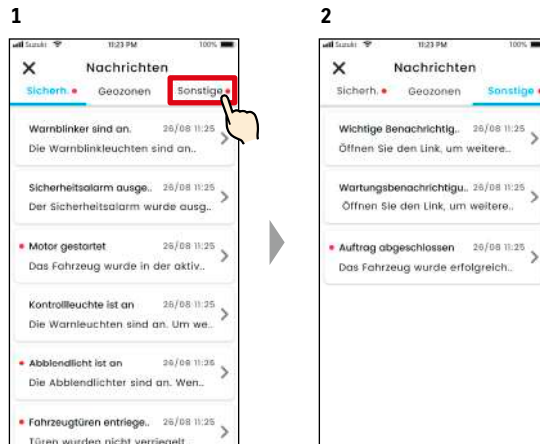 1
Suzuki 11:23 PM 100%
Nachrichten
Sicherh. Geozonen Sonstige
Warnblinker sind an. 26/08 11:25
Die Warnblinkleuchten sind an..
Sicherheitsalarm ausge.. 26/08 11:25
Der Sicherheitsalarm wurde ausg..
Motor gestartet 26/08 11:25
Das Fahrzeug wurde in der aktiv..
Kontrollleuchte ist an 26/08 11:25
Die Warnleuchten sind an. Um we..
Abblendlicht ist an 26/08 11:25
Die Abblendlichter sind an. Wen..
Fahrzeugtüren entriege.. 26/08 11:25
Türen wurden nicht verriegelt
2
Suzuki 11:23 PM 100%
Nachrichten
Sicherh. Geozonen Sonstige
Wichtige Benachrichtig.. 26/08 11:25
Öffnen Sie den Link, um weitere..
Wartungsbenachrichtigu.. 26/08 11:25
Öffnen Sie den Link, um weitere..
Auftrag abgeschlossen 26/08 11:25
Das Fahrzeug wurde erfolgreich..